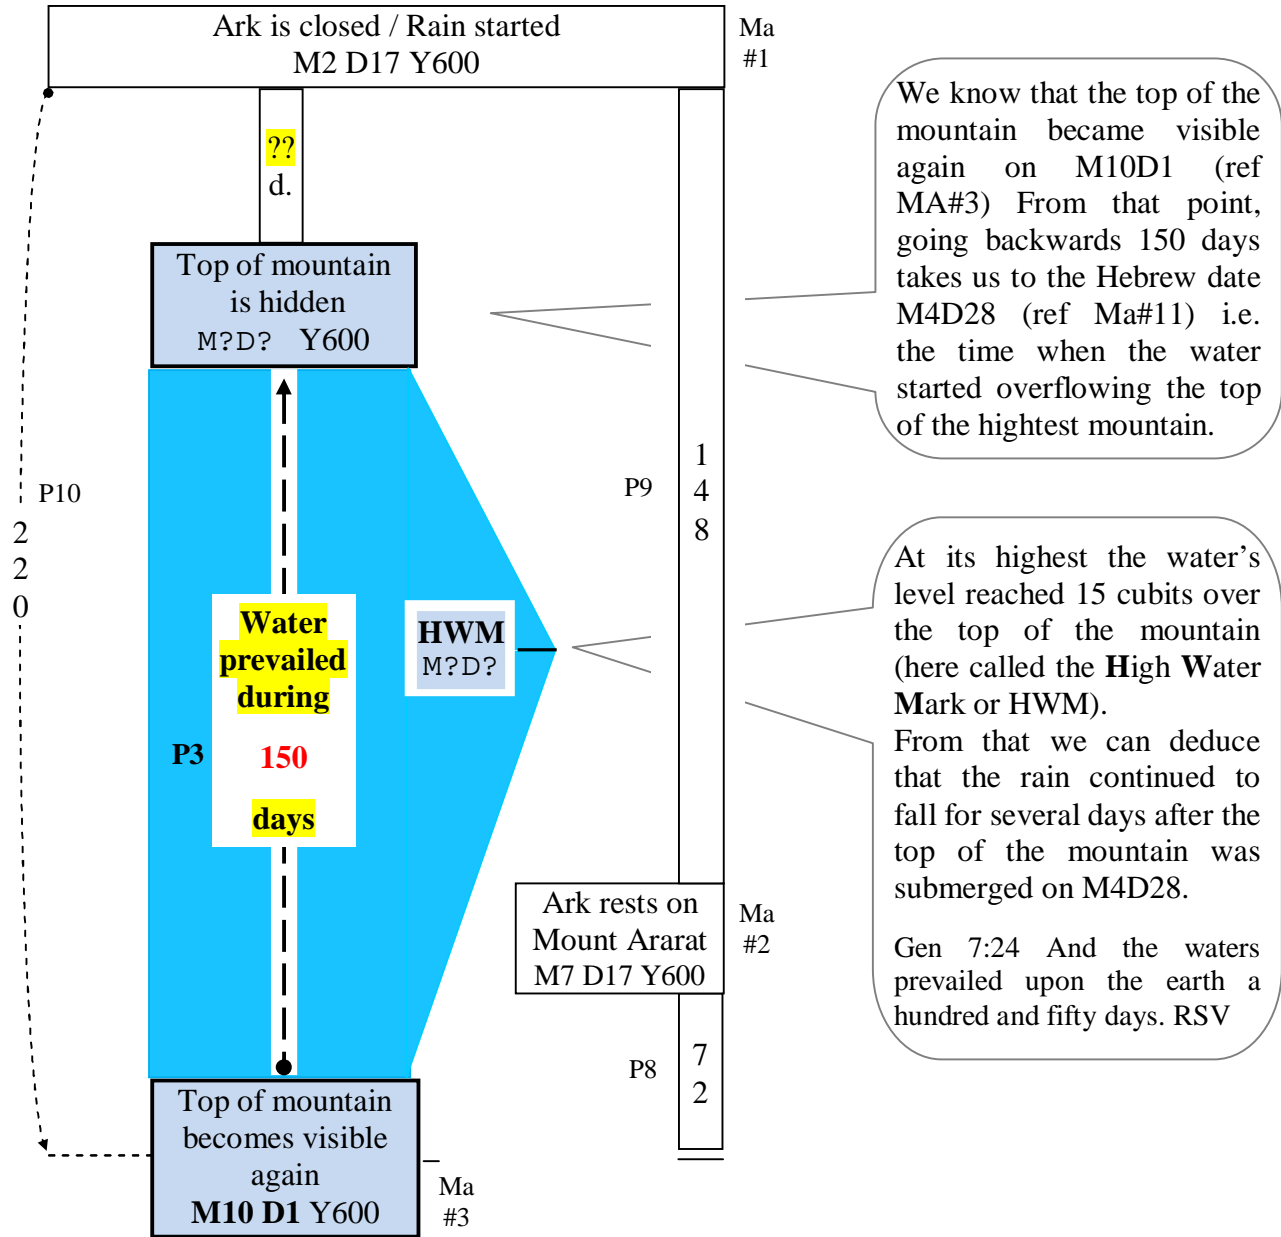 Ark is closed / Rain started
M2 D17 Y600
Ma
#1
??
d.
Top of mountain
is hidden
M?D? Y600
We know that the top of the
mountain became visible
again on M10D1 (ref
MA#3) From that point,
going backwards 150 days
takes us to the Hebrew date
M4D28 (ref Ma#11) i.e.
the time when the water
started overflowing the top
of the hightest mountain.
P10
2
2
0
P9
1
4
8
Water
prevailed
during
150
days
P3
HWM
M?D?
At its highest the water’s
level reached 15 cubits over
the top of the mountain
(here called the High Water
Mark or HWM).
From that we can deduce
that the rain continued to
fall for several days after the
top of the mountain was
submerged on M4D28.
Gen 7:24 And the waters
prevailed upon the earth a
hundred and fifty days. RSV
Ark rests on
Mount Ararat
M7 D17 Y600
Ma
#2
P8
7
2
Top of mountain
becomes visible
again
M10 D1 Y600
Ma
#3